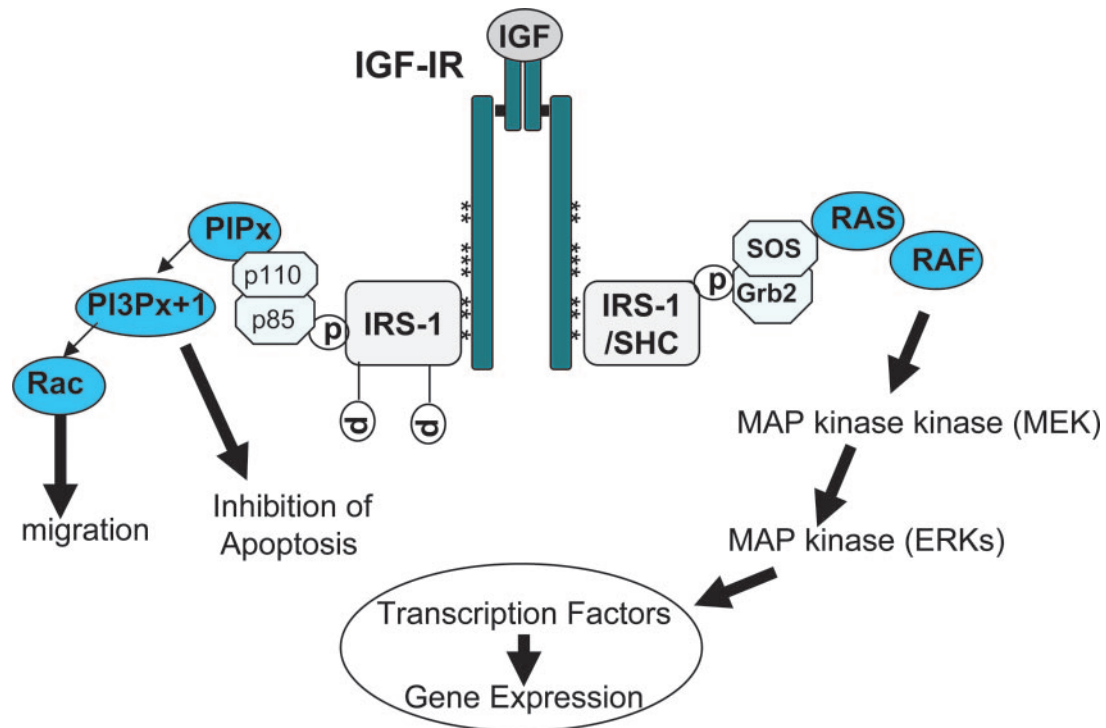 IGF
IGF-IR
PIPx
p110
PI3Px+1
p85
p
IRS-1
Rac
p
p
migration
Inhibition of
Apoptosis
**
***
***
*
**
***
***
*
IRS-1
/SHC
p
SOS
Grb2
RAS
RAF
MAP kinase kinase (MEK)
MAP kinase (ERKs)
Transcription Factors
Gene Expression